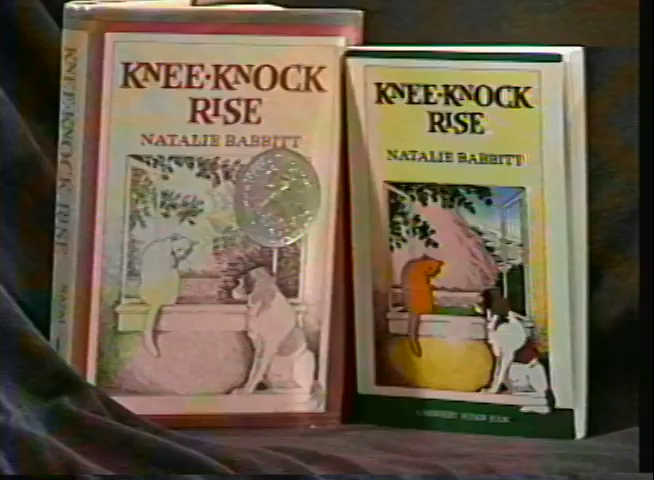 KNEE-KNOCK RISE
KNEE·KNOCK
RISE
NATALIE BABBITT
KNEE·KNOCK
RISE
NATALIE BABBITT